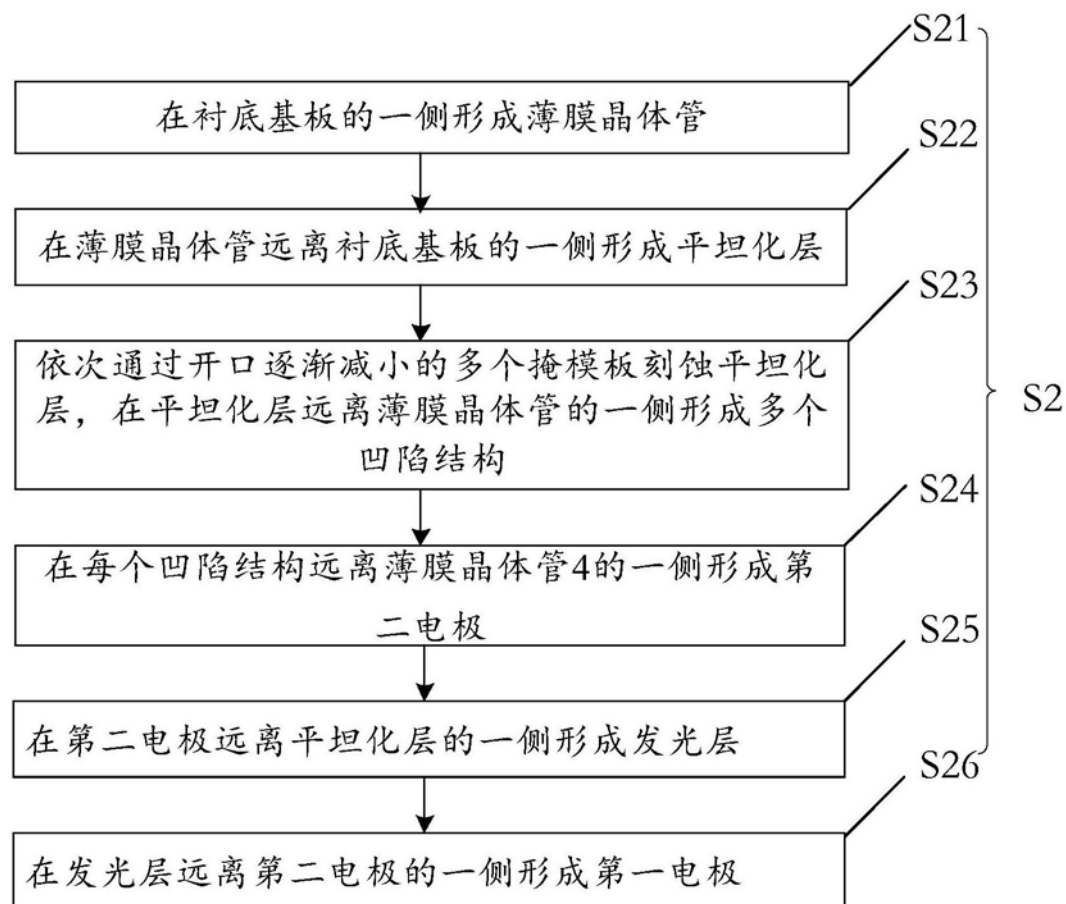 S21
在衬底基板的一侧形成薄膜晶体管
S22
在薄膜晶体管远离衬底基板的一侧形成平坦化层
S23
依次通过开口逐渐减小的多个掩模板刻蚀平坦化
层，在平坦化层远离薄膜晶体管的一侧形成多个
凹陷结构
S2
S24
在每个凹陷结构远离薄膜晶体管4的一侧形成第
二电极
S25
在第二电极远离平坦化层的一侧形成发光层
S26
在发光层远离第二电极的一侧形成第一电极